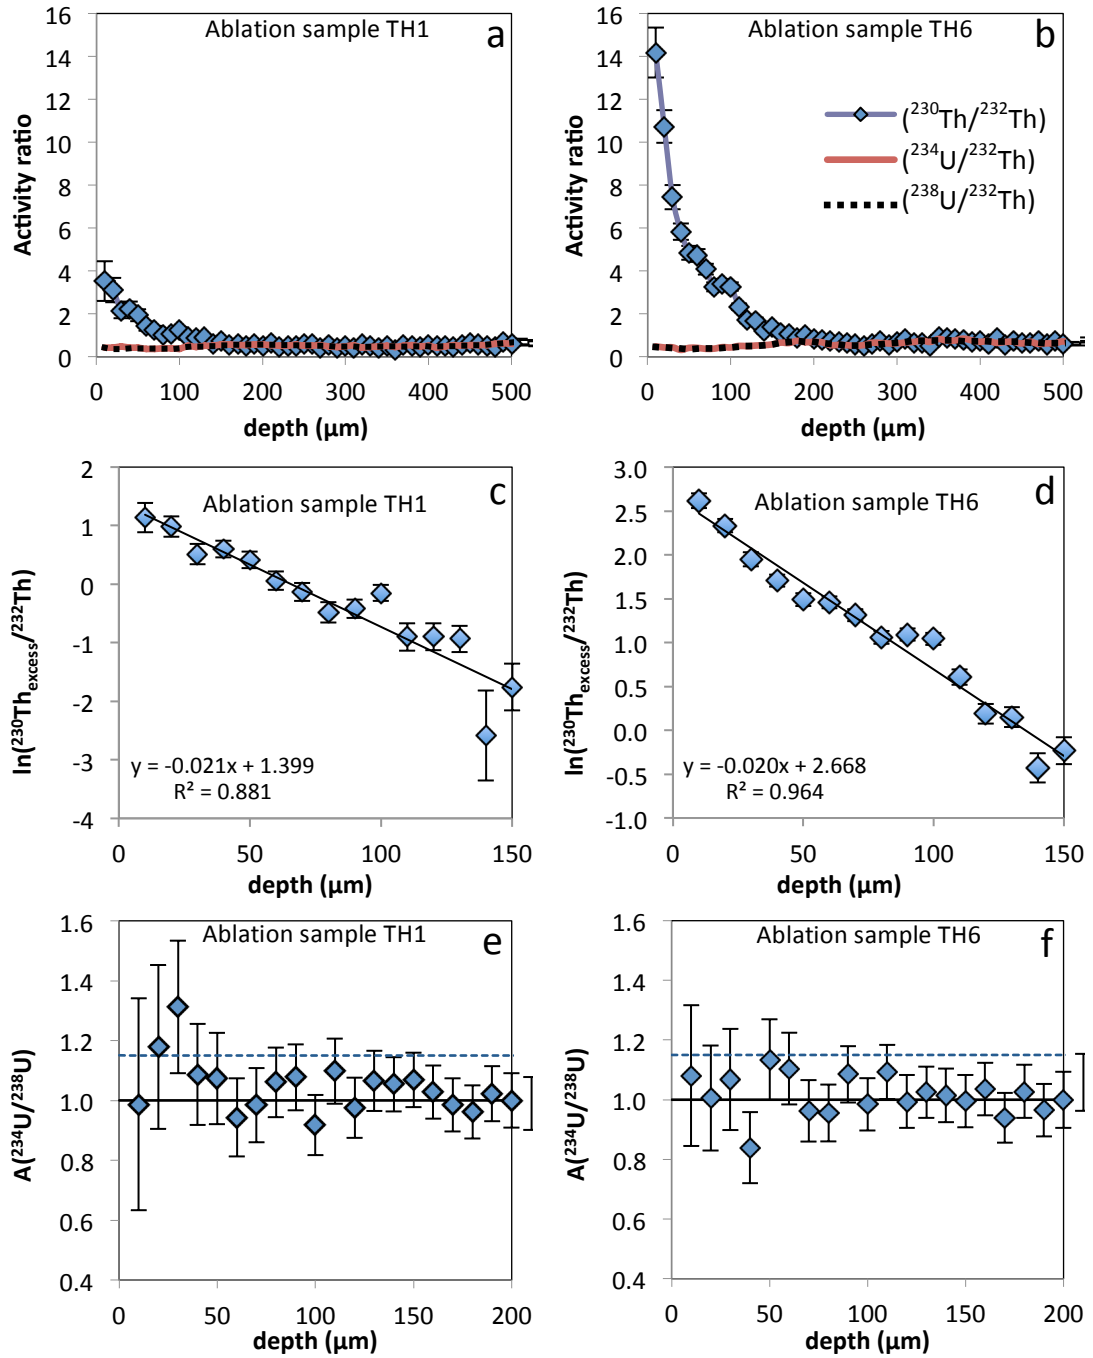 Ablation sample TH1
a
16
14
12
10
8
6
4
2
0
Activity ratio
0 100 200 300 400 500
depth (µm)
Ablation sample TH6
b
(²³⁰Th/²³²Th)
(²³⁴U/²³²Th)
(²³⁸U/²³²Th)
16
14
12
10
8
6
4
2
0
Activity ratio
0 100 200 300 400 500
depth (µm)
Ablation sample TH1
c
2
1
0
-1
-2
-3
-4
ln(²³⁰Thexcess/²³²Th)
y = -0.021x + 1.399
R² = 0.881
0 50 100 150
depth (µm)
Ablation sample TH6
d
3.0
2.5
2.0
1.5
1.0
0.5
0.0
-0.5
-1.0
ln(²³⁰Thexcess/²³²Th)
y = -0.020x + 2.668
R² = 0.964
0 50 100 150
depth (µm)
Ablation sample TH1
e
1.6
1.4
1.2
1.0
0.8
0.6
0.4
A(²³⁴U/²³⁸U)
0 50 100 150 200
depth (µm)
Ablation sample TH6
f
1.6
1.4
1.2
1.0
0.8
0.6
0.4
A(²³⁴U/²³⁸U)
0 50 100 150 200
depth (µm)